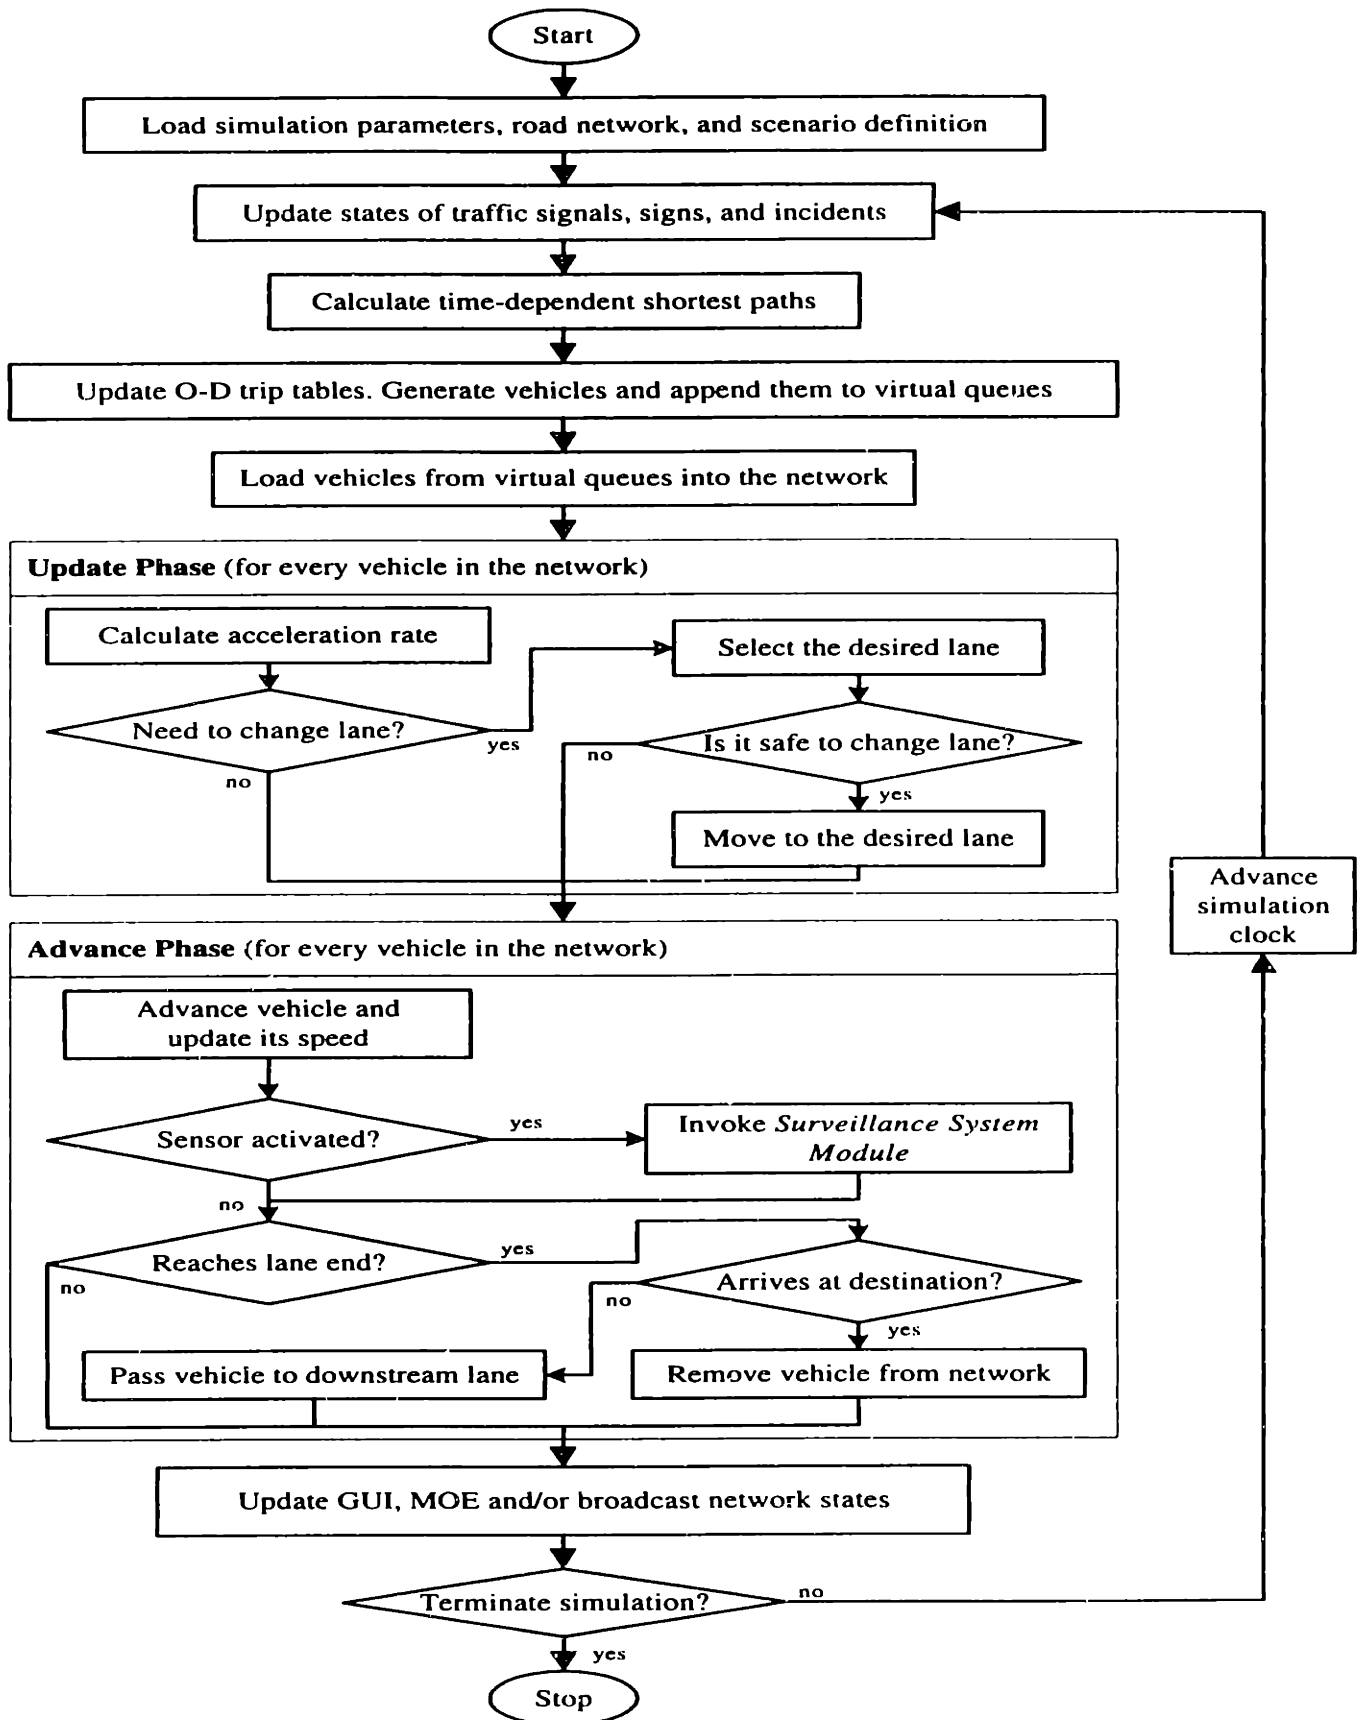 Start
Load simulation parameters, road network, and scenario definition
Update states of traffic signals, signs, and incidents
Calculate time-dependent shortest paths
Update O-D trip tables. Generate vehicles and append them to virtual queues
Load vehicles from virtual queues into the network
Update Phase (for every vehicle in the network)
Calculate acceleration rate
Select the desired lane
Need to change lane?
yes
no
Is it safe to change lane?
no
yes
Move to the desired lane
Advance
simulation
clock
Advance Phase (for every vehicle in the network)
Advance vehicle and
update its speed
Sensor activated?
yes
Invoke Surveillance System
Module
no
Reaches lane end?
yes
no
Arrives at destination?
no
yes
Pass vehicle to downstream lane
Remove vehicle from network
Update GUI, MOE and/or broadcast network states
Terminate simulation?
no
yes
Stop